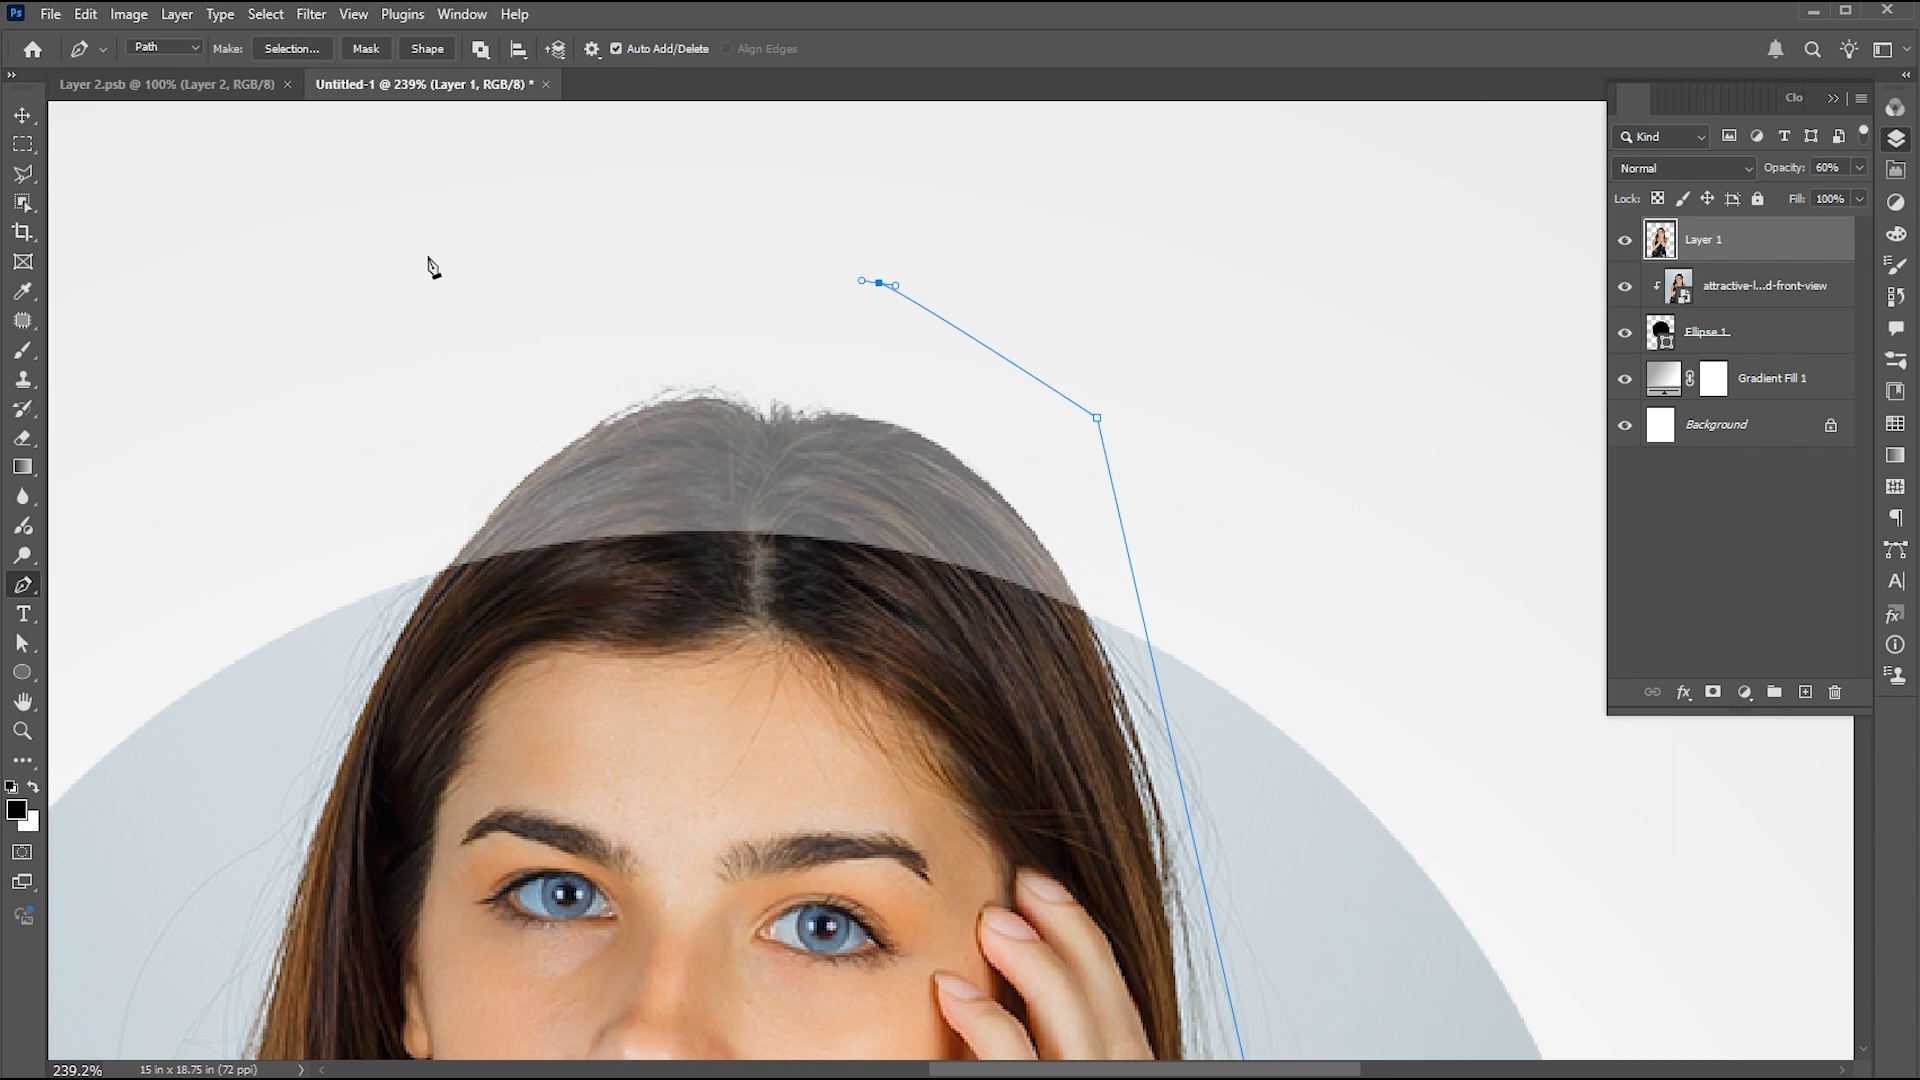 Ps File Edit Image Layer Type Select Filter View Plugins Window Help
Path Make: Selection... Mask Shape Auto Add/Delete Align Edges
Layer 2.psb @ 100% (Layer 2, RGB/8) × Untitled-1 @ 239% (Layer 1, RGB/8) * ×
Clo
Kind
Normal Opacity: 60%
Lock: Fill: 100%
Layer 1
attractive-l...d-front-view
Ellipse 1
Gradient Fill 1
Background
239.2% 15 in x 18.75 in (72 ppi)